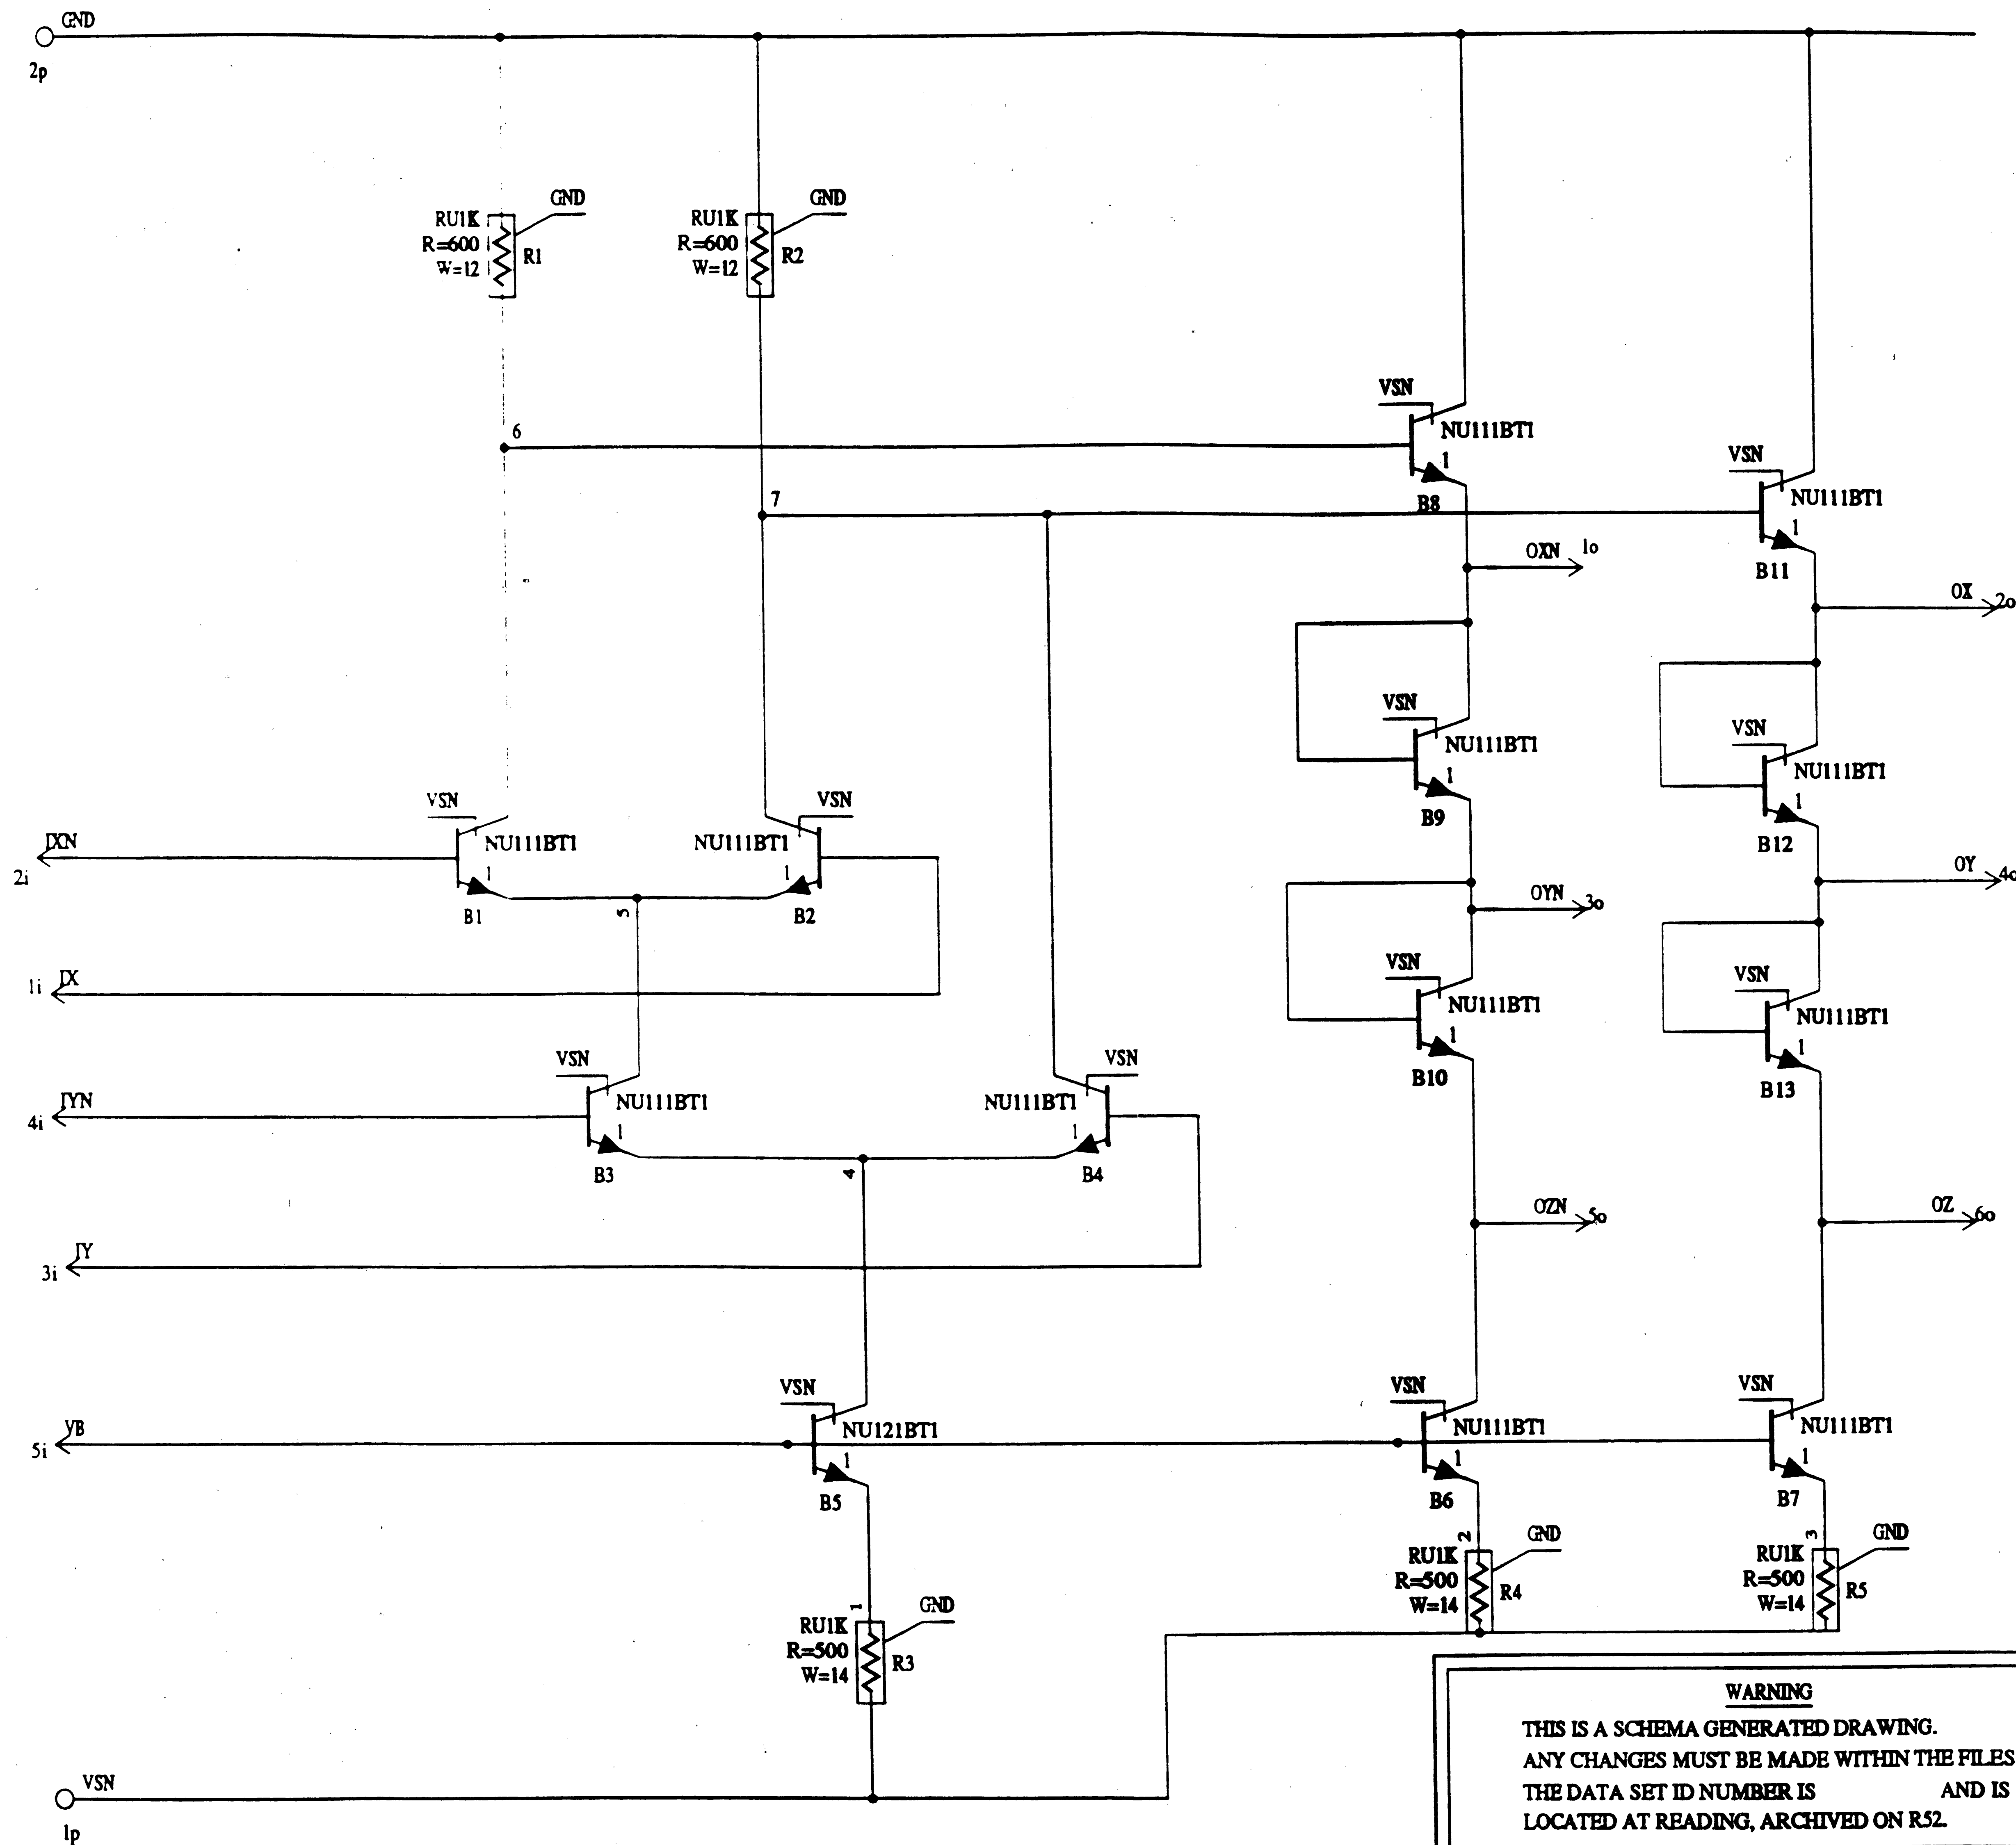 GND
2p
GND
RU1K
R=600
W=12
R1
GND
RU1K
R=600
W=12
R2
VSN
NU111BT1
1
B8
6
VSN
NU111BT1
1
B11
7
OXN 1o
OX 2o
VSN
NU111BT1
1
B9
VSN
NU111BT1
1
B12
VSN
NU111BT1
1
B1
VSN
NU111BT1
1
B2
IXN
2i
5
OYN 3o
OY 4o
IX
1i
VSN
NU111BT1
1
B10
VSN
NU111BT1
1
B13
VSN
NU111BT1
1
B3
VSN
NU111BT1
1
B4
IYN
4i
4
OZN 5o
OZ 6o
IY
3i
VSN
NU121BT1
1
B5
VSN
NU111BT1
1
B6
VSN
NU111BT1
1
B7
VB
5i
2
GND
RU1K
R=500
W=14
R4
3
GND
RU1K
R=500
W=14
R5
1
GND
RU1K
R=500
W=14
R3
VSN
1p
WARNING
THIS IS A SCHEMA GENERATED DRAWING.
ANY CHANGES MUST BE MADE WITHIN THE FILES
THE DATA SET ID NUMBER IS AND IS
LOCATED AT READING, ARCHIVED ON R52.